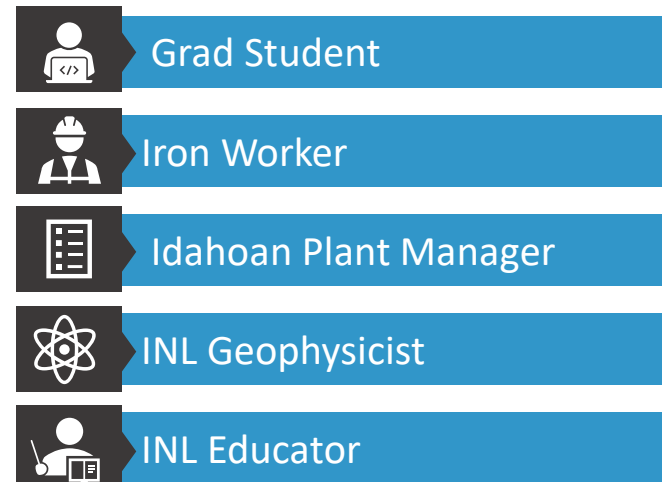 </>
Grad Student
Iron Worker
Idahoan Plant Manager
INL Geophysicist
INL Educator